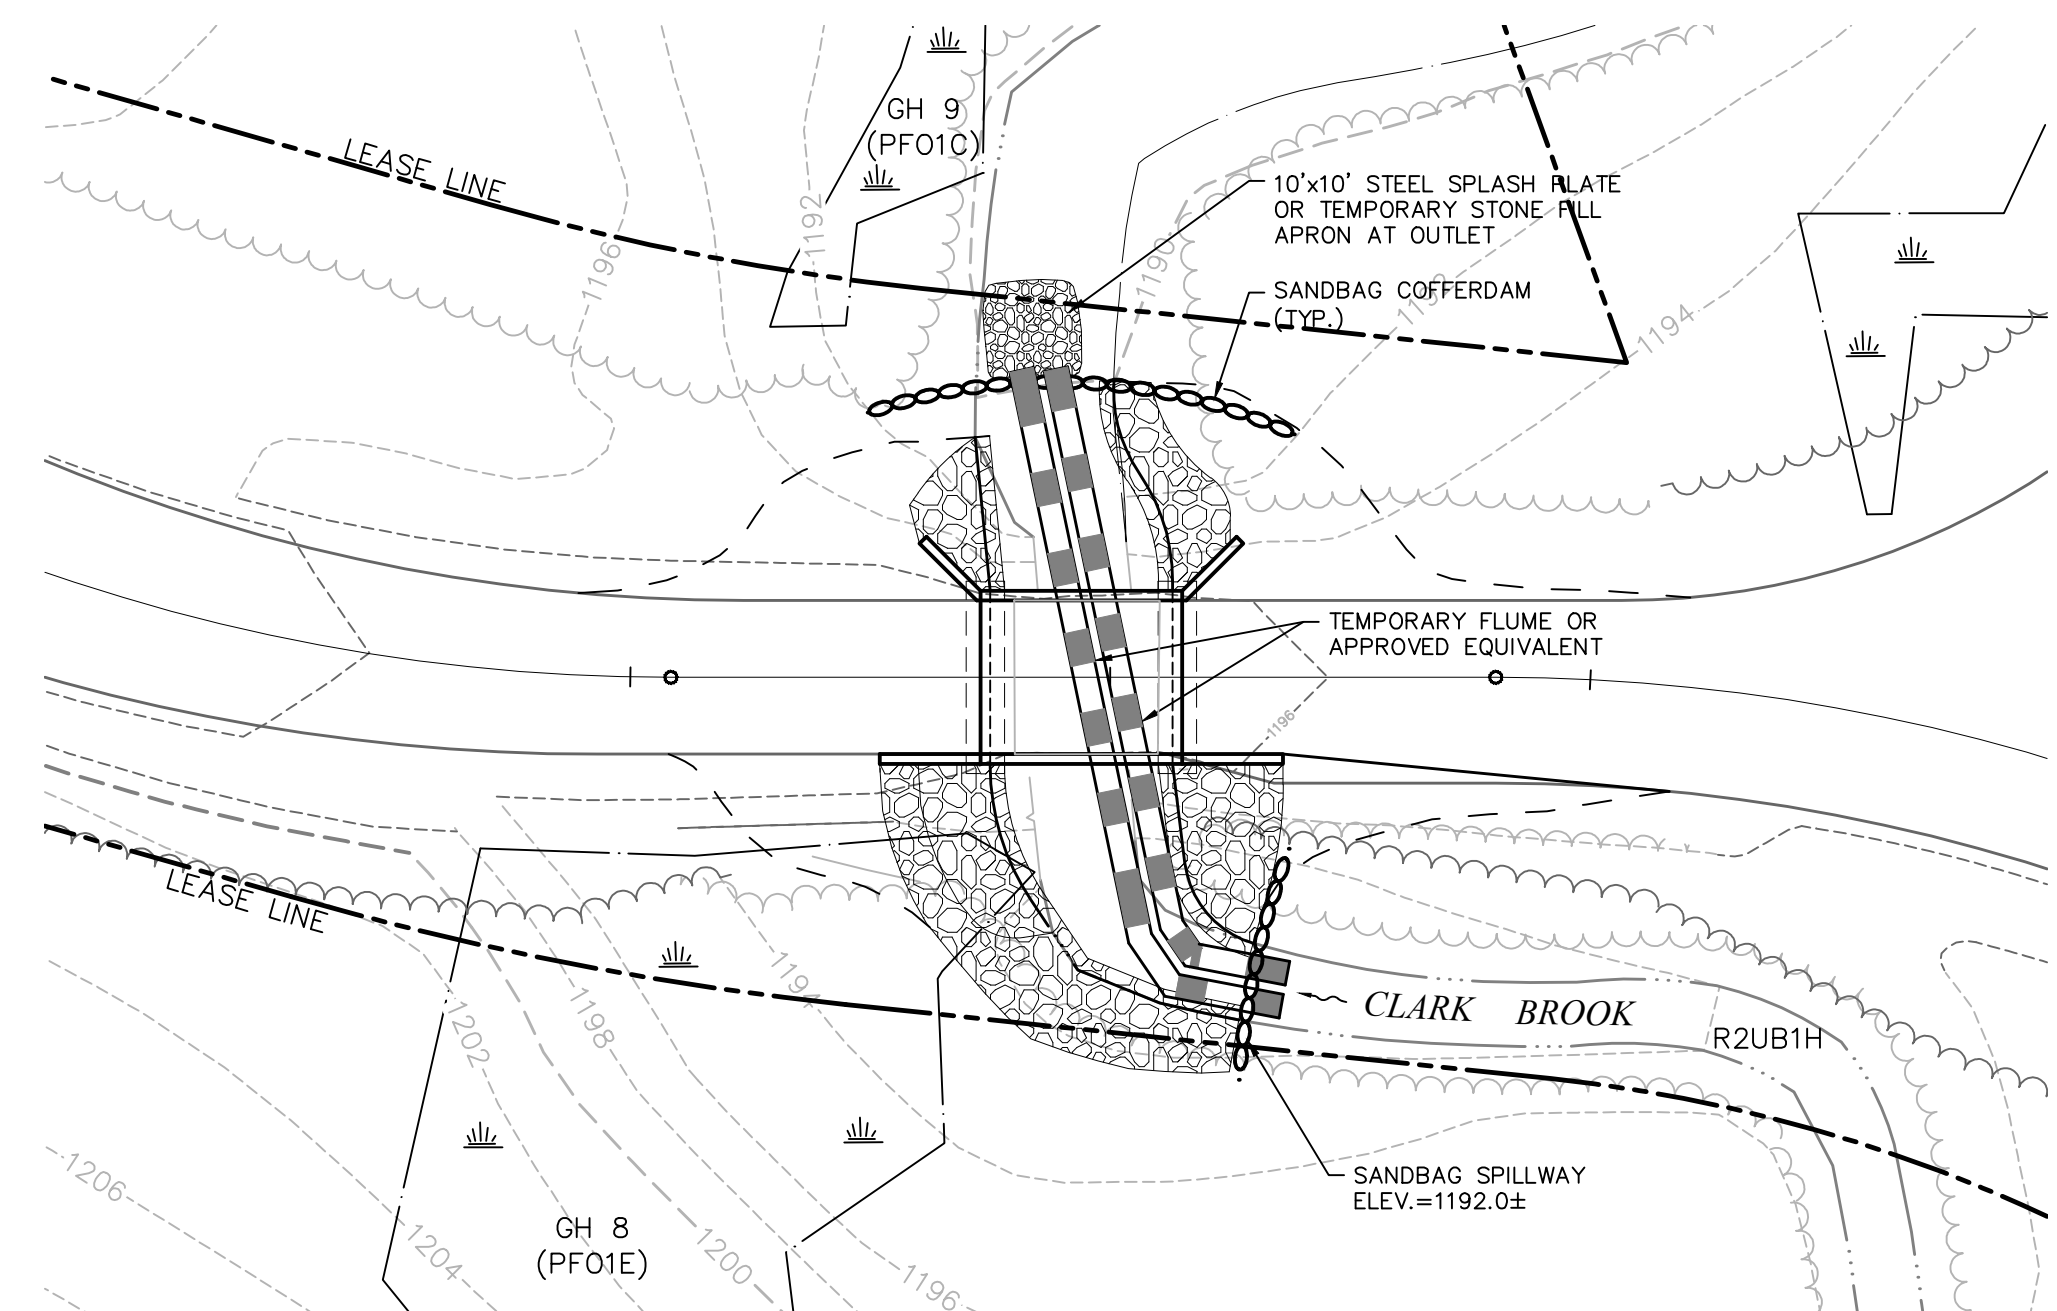 GH 9
(PFO1C)
LEASE LINE
1196
1192
1190
10'x10' STEEL SPLASH PLATE
OR TEMPORARY STONE FILL
APRON AT OUTLET
SANDBAG COFFERDAM
(TYP.)
1192
1194
TEMPORARY FLUME OR
APPROVED EQUIVALENT
1196
LEASE LINE
1194
1198
1202
CLARK BROOK
R2UB1H
SANDBAG SPILLWAY
ELEV.=1192.0±
1206
GH 8
(PFO1E)
1204
1200
1196